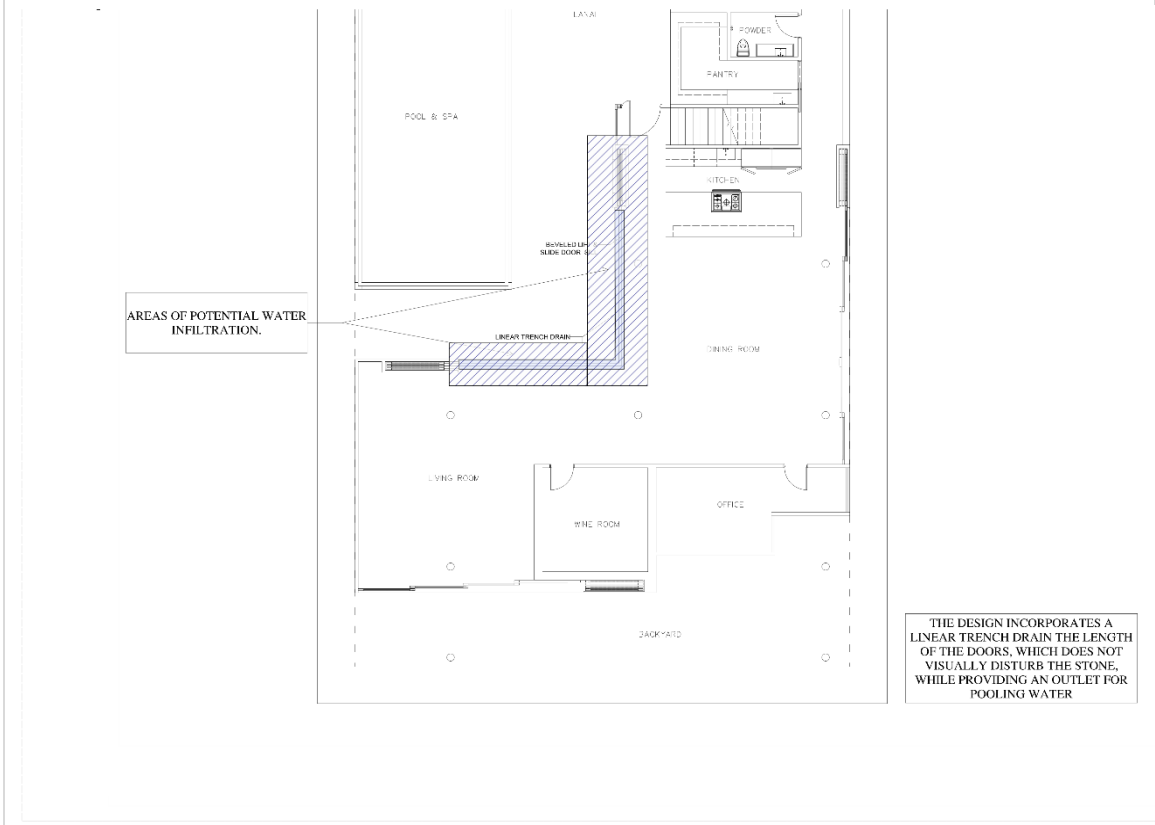 LANAI
POWDER
PANTRY
POOL & SPA
KITCHEN
BEVELED LIFT
SLIDE DOOR
AREAS OF POTENTIAL WATER
INFILTRATION.
LINEAR TRENCH DRAIN
DINING ROOM
LIVING ROOM
OFFICE
WINE ROOM
BACKYARD
THE DESIGN INCORPORATES A
LINEAR TRENCH DRAIN THE LENGTH
OF THE DOORS, WHICH DOES NOT
VISUALLY DISTURB THE STONE,
WHILE PROVIDING AN OUTLET FOR
POOLING WATER